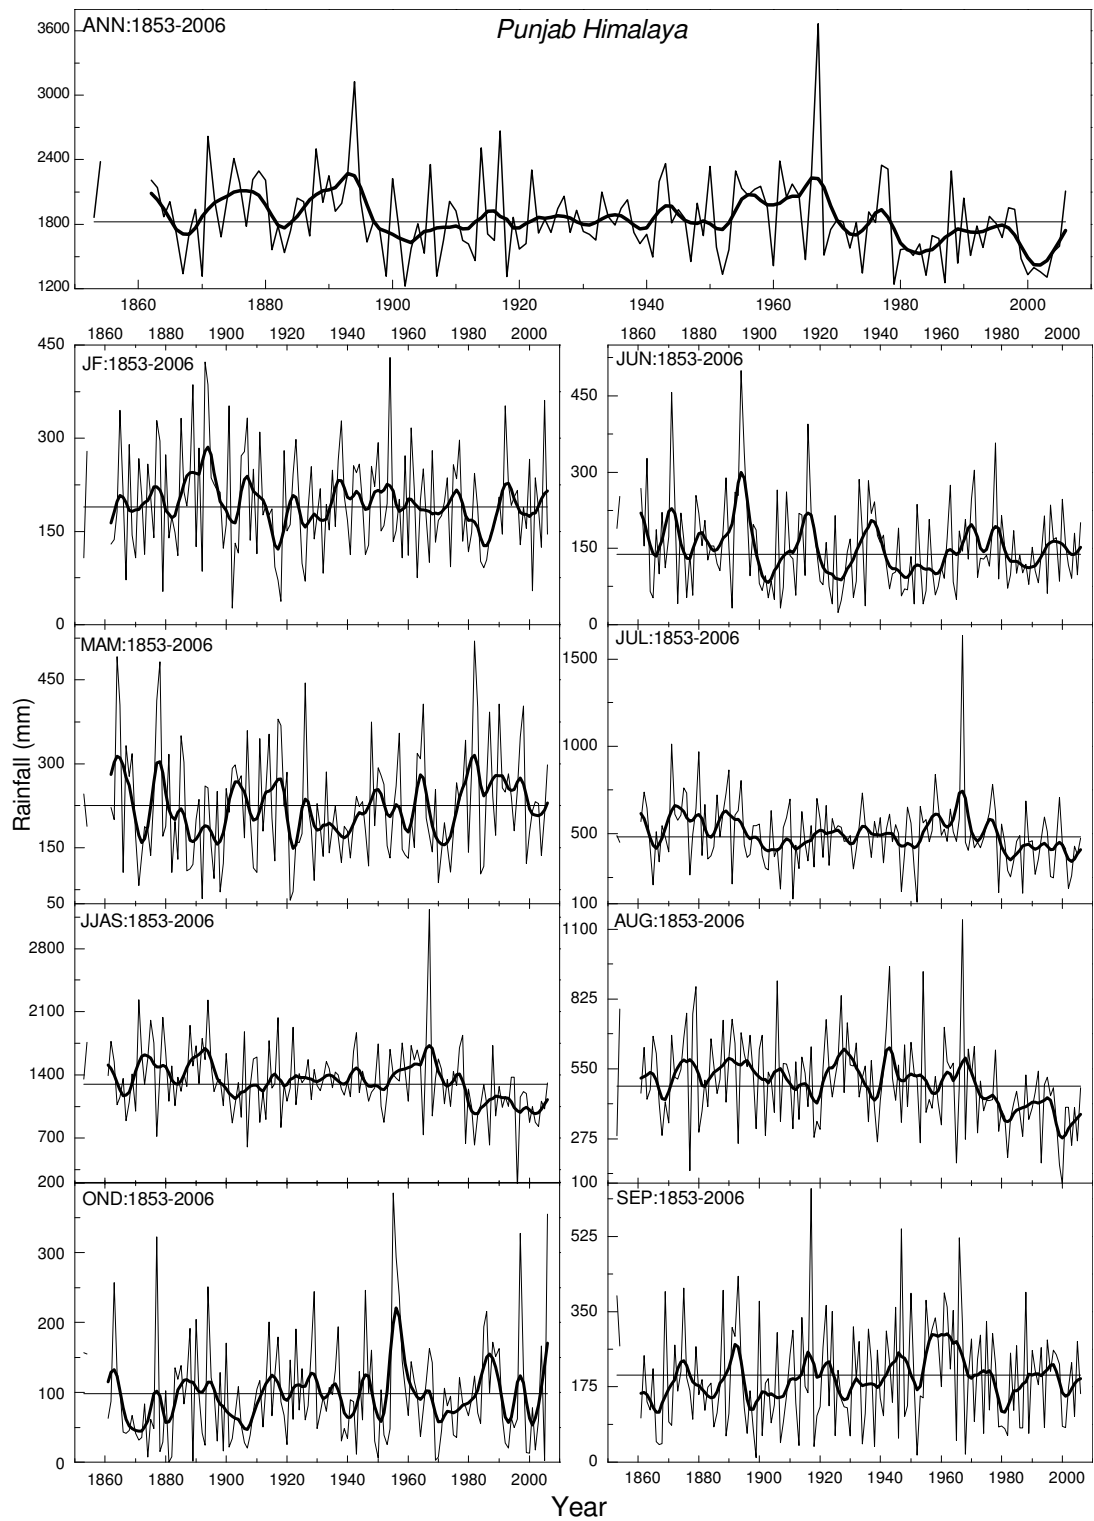 ANN:1853-2006
Punjab Himalaya
3600
3000
2400
1800
1200
1860 1880 1900 1920 1940 1960 1980 2000
1860 1880 1900 1920 1940 1960 1980 2000
1860 1880 1900 1920 1940 1960 1980 2000
JF:1853-2006
450
300
150
0
JUN:1853-2006
450
300
150
0
MAM:1853-2006
450
300
150
50
JUL:1853-2006
1500
1000
500
100
Rainfall (mm)
JJAS:1853-2006
2800
2100
1400
700
200
AUG:1853-2006
1100
825
550
275
100
OND:1853-2006
300
200
100
0
SEP:1853-2006
525
350
175
0
1860 1880 1900 1920 1940 1960 1980 2000
1860 1880 1900 1920 1940 1960 1980 2000
Year